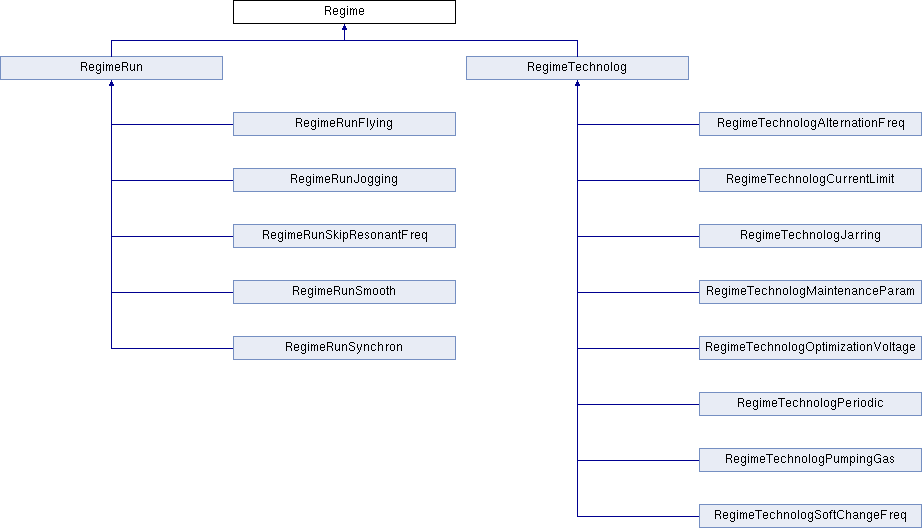 Regime
RegimeRun
RegimeTechnolog
RegimeRunFlying
RegimeTechnologAlternationFreq
RegimeRunJogging
RegimeTechnologCurrentLimit
RegimeRunSkipResonantFreq
RegimeTechnologJarring
RegimeRunSmooth
RegimeTechnologMaintenanceParam
RegimeRunSynchron
RegimeTechnologOptimizationVoltage
RegimeTechnologPeriodic
RegimeTechnologPumpingGas
RegimeTechnologSoftChangeFreq